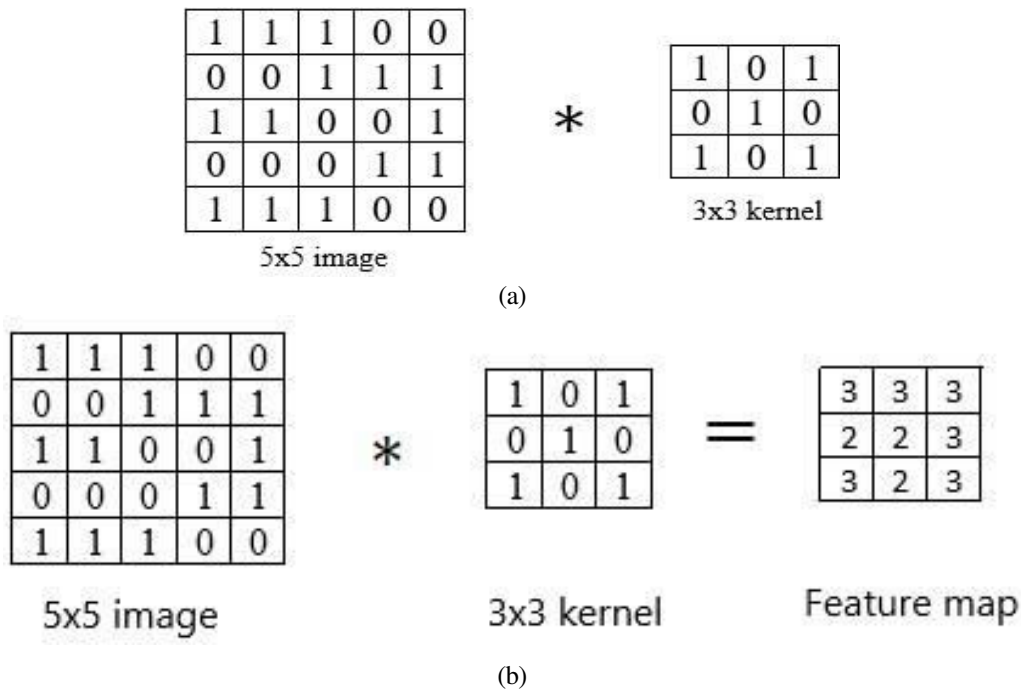 1 1 1 0 0
0 0 1 1 1
1 1 0 0 1
0 0 0 1 1
1 1 1 0 0
5x5 image
*
1 0 1
0 1 0
1 0 1
3x3 kernel
(a)
1 1 1 0 0
0 0 1 1 1
1 1 0 0 1
0 0 0 1 1
1 1 1 0 0
5x5 image
*
1 0 1
0 1 0
1 0 1
3x3 kernel
=
3 3 3
2 2 3
3 2 3
Feature map
(b)